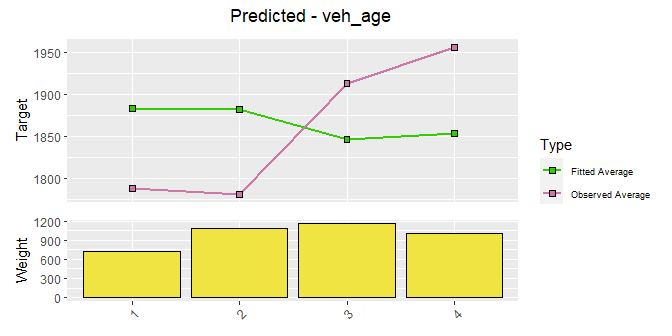 Predicted - veh_age
Target
1950
1900
1850
1800
Type
Fitted Average
Observed Average
Weight
1200
900
600
300
0
1
2
3
4